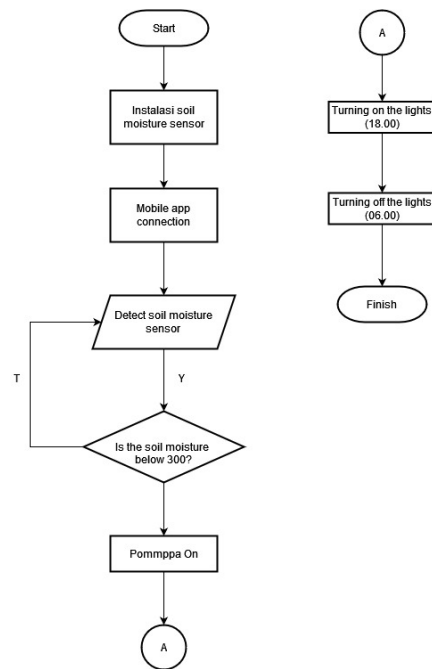 Start
Instalasi soil
moisture sensor
Mobile app
connection
Detect soil moisture
sensor
T
Y
Is the soil moisture
below 300?
Pommppa On
A
A
Turning on the lights
(18.00)
Turning off the lights
(06.00)
Finish